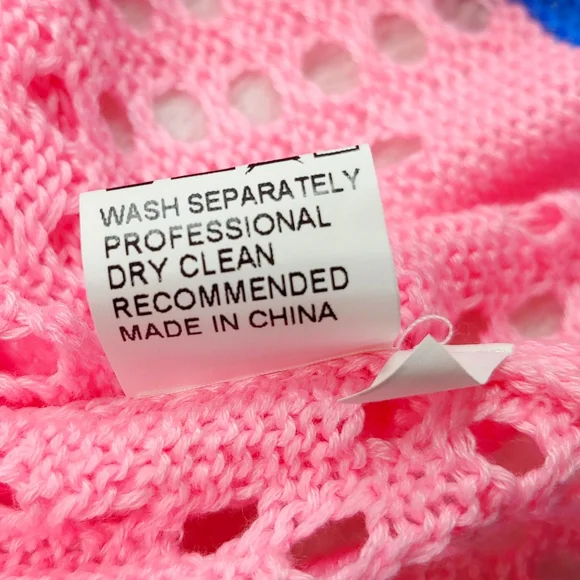 WASH SEPARATELY
PROFESSIONAL
DRY CLEAN
RECOMMENDED
MADE IN CHINA